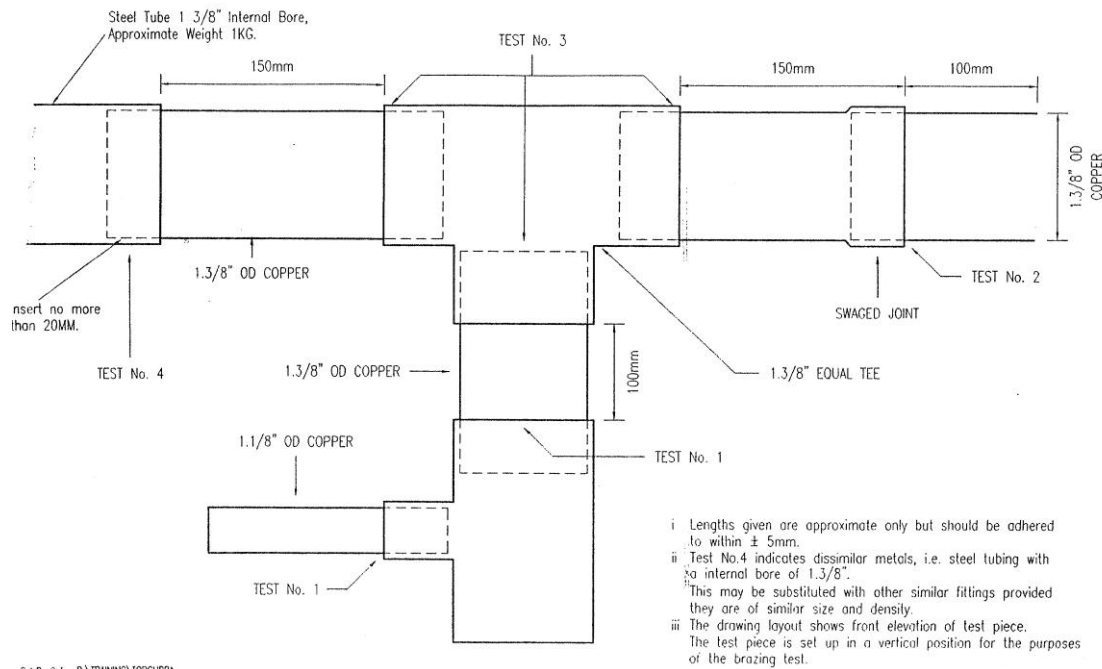 Steel Tube 1 3/8" Internal Bore,
Approximate Weight 1KG.
TEST No. 3
150mm
150mm
100mm
1.3/8" OD
COPPER
1.3/8" OD COPPER
nsert no more
than 20MM.
TEST No. 4
TEST No. 2
SWAGED JOINT
1.3/8" OD COPPER
100mm
1.3/8" EQUAL TEE
1.1/8" OD COPPER
TEST No. 1
TEST No. 1
i Lengths given are approximate only but should be adhered
to within ± 5mm.
ii Test No.4 indicates dissimilar metals, i.e. steel tubing with
a internal bore of 1.3/8".
This may be substituted with other similar fittings provided
they are of similar size and density.
iii The drawing layout shows front elevation of test piece.
The test piece is set up in a vertical position for the purposes
of the brazing test.